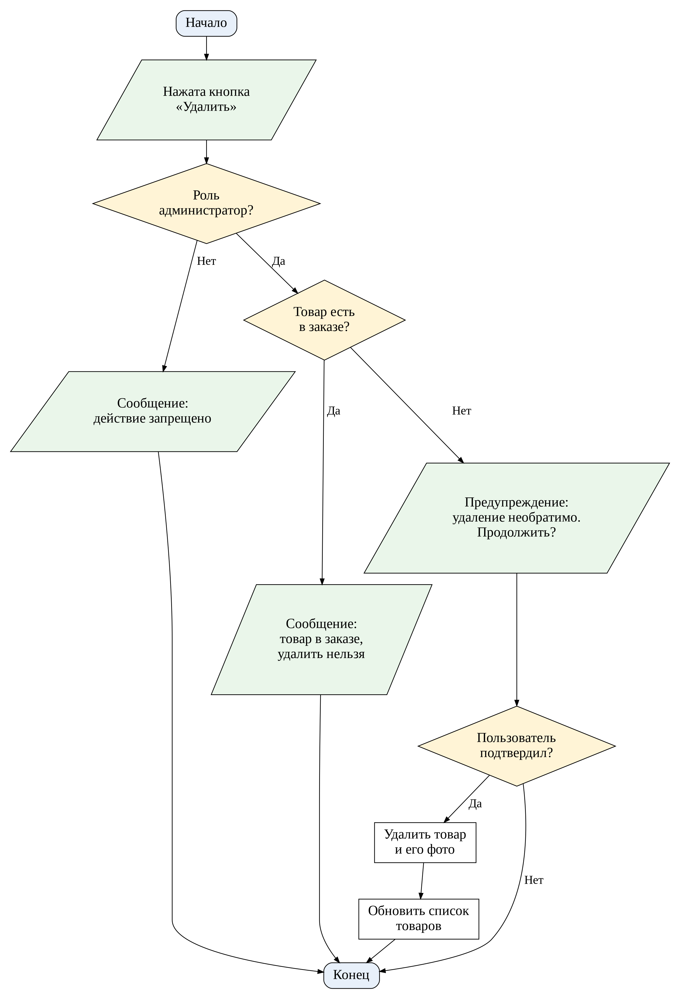 Начало
Нажата кнопка
«Удалить»
Роль
администратор?
Нет
Да
Товар есть
в заказе?
Сообщение:
действие запрещено
Да
Нет
Предупреждение:
удаление необратимо.
Продолжить?
Сообщение:
товар в заказе,
удалить нельзя
Пользователь
подтвердил?
Да
Удалить товар
и его фото
Нет
Обновить список
товаров
Конец